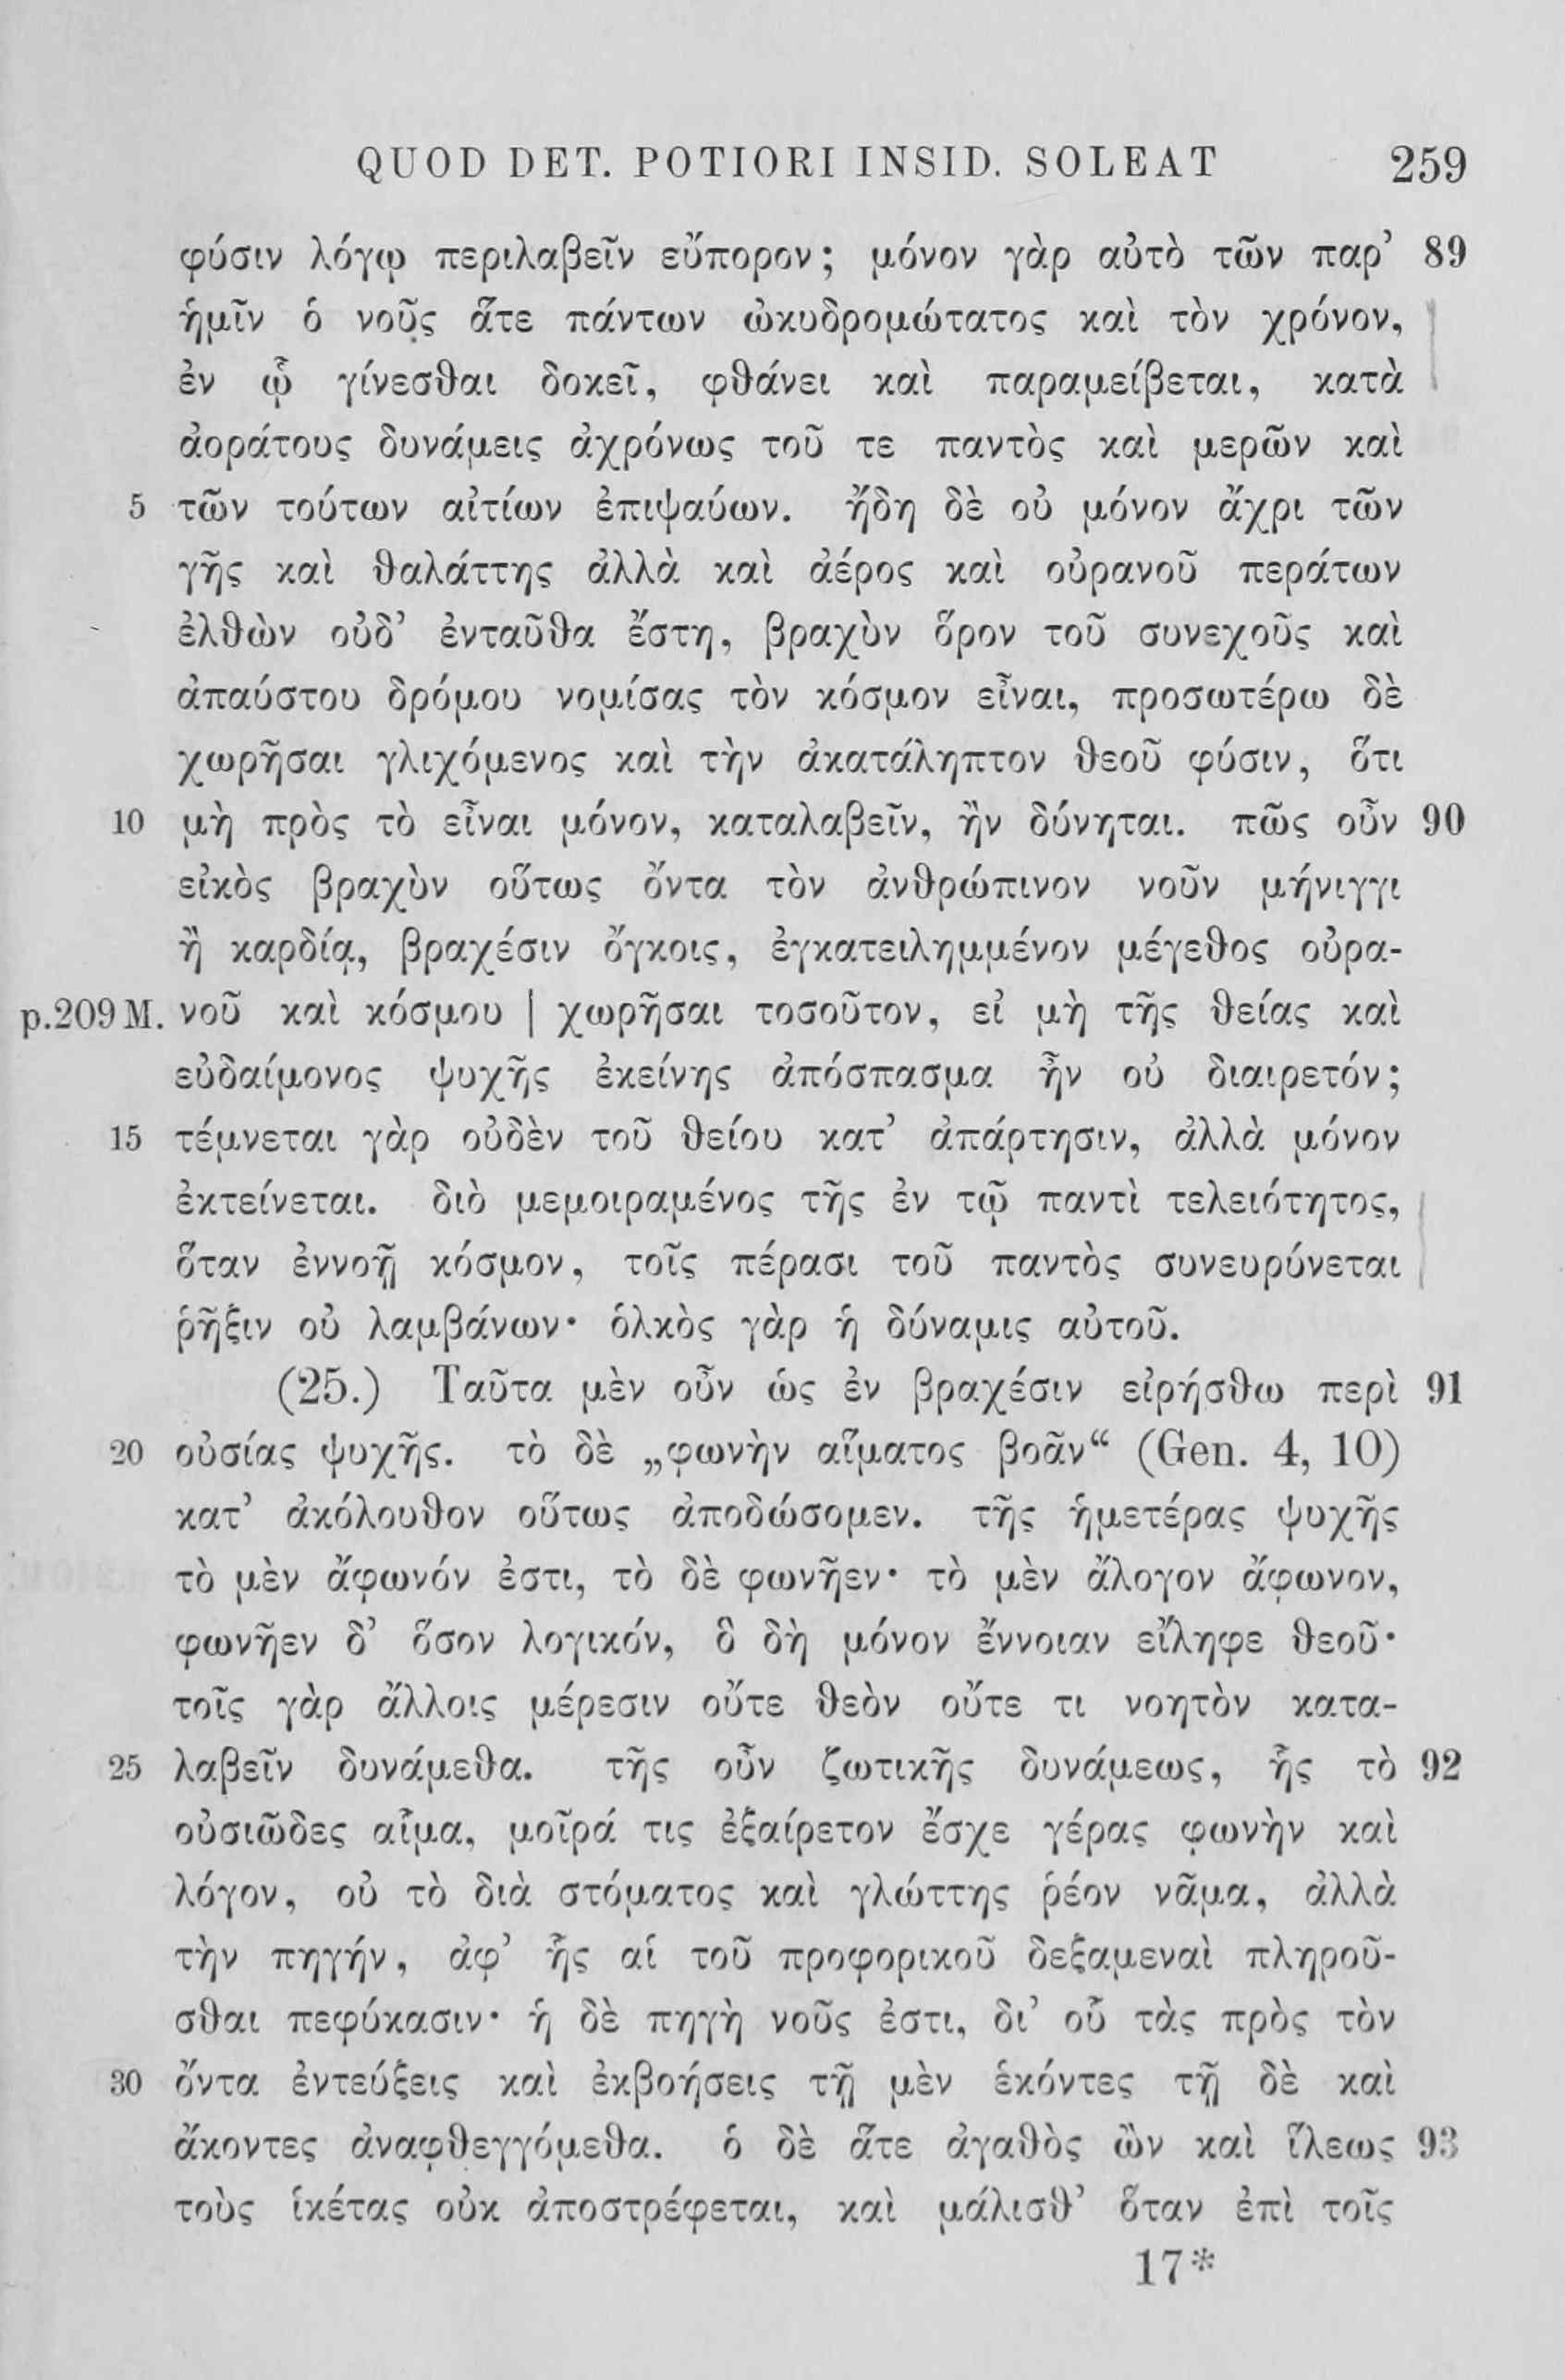 QUOD DET. POTIORI INSID. SOLEAT 259
φύσιν λόγῳ περιλαβεῖν εὔπορον; μόνον γὰρ αὐτὸ τῶν παρ’ 89
ἡμῖν ὁ νοῦς ἅτε πάντων ὠκυδρομώτατος καὶ τὸν χρόνον,
ἐν ᾧ γίνεσθαι δοκεῖ, φθάνει καὶ παραμείβεται, κατὰ
ἀοράτους δυνάμεις ἀχρόνως τοῦ τε παντὸς καὶ μερῶν καὶ
5 τῶν τούτων αἰτίων ἐπιψαύων. ἤδη δὲ οὐ μόνον ἄχρι τῶν
γῆς καὶ θαλάττης ἀλλὰ καὶ ἀέρος καὶ οὐρανοῦ περάτων
ἐλθὼν οὐδ’ ἐνταῦθα ἔστη, βραχὺν ὅρον τοῦ συνεχοῦς καὶ
ἀπαύστου δρόμου νομίσας τὸν κόσμον εἶναι, προσωτέρω δὲ
χωρῆσαι γλιχόμενος καὶ τὴν ἀκατάληπτον θεοῦ φύσιν, ὅτι
10 μὴ πρὸς τὸ εἶναι μόνον, καταλαβεῖν, ἢν δύνηται. πῶς οὖν 90
εἰκὸς βραχὺν οὕτως ὄντα τὸν ἀνθρώπινον νοῦν μήνιγγι
ἢ καρδίᾳ, βραχέσιν ὄγκοις, ἐγκατειλημμένον μέγεθος οὐρα-
p.209 M. νοῦ καὶ κόσμου | χωρῆσαι τοσοῦτον, εἰ μὴ τῆς θείας καὶ
εὐδαίμονος ψυχῆς ἐκείνης ἀπόσπασμα ἦν οὐ διαιρετόν;
15 τέμνεται γὰρ οὐδὲν τοῦ θείου κατ’ ἀπάρτησιν, ἀλλὰ μόνον
ἐκτείνεται. διὸ μεμοιραμένος τῆς ἐν τῷ παντὶ τελειότητος,
ὅταν ἐννοῇ κόσμον, τοῖς πέρασι τοῦ παντὸς συνευρύνεται
ῥῆξιν οὐ λαμβάνων· ὁλκὸς γὰρ ἡ δύναμις αὐτοῦ.
(25.) Ταῦτα μὲν οὖν ὡς ἐν βραχέσιν εἰρήσθω περὶ 91
20 οὐσίας ψυχῆς. τὸ δὲ „φωνὴν αἵματος βοᾶν“ (Gen. 4, 10)
κατ’ ἀκόλουθον οὕτως ἀποδώσομεν. τῆς ἡμετέρας ψυχῆς
τὸ μὲν ἄφωνόν ἐστι, τὸ δὲ φωνῆεν· τὸ μὲν ἄλογον ἄφωνον,
φωνῆεν δ’ ὅσον λογικόν, ὃ δὴ μόνον ἔννοιαν εἴληφε θεοῦ·
τοῖς γὰρ ἄλλοις μέρεσιν οὔτε θεὸν οὔτε τι νοητὸν κατα-
25 λαβεῖν δυνάμεθα. τῆς οὖν ζωτικῆς δυνάμεως, ἧς τὸ 92
οὐσιῶδες αἷμα, μοῖρά τις ἐξαίρετον ἔσχε γέρας φωνὴν καὶ
λόγον, οὐ τὸ διὰ στόματος καὶ γλώττης ῥέον νᾶμα, ἀλλὰ
τὴν πηγήν, ἀφ’ ἧς αἱ τοῦ προφορικοῦ δεξαμεναὶ πληροῦ-
σθαι πεφύκασιν· ἡ δὲ πηγὴ νοῦς ἐστι, δι’ οὗ τὰς πρὸς τὸν
30 ὄντα ἐντεύξεις καὶ ἐκβοήσεις τῇ μὲν ἑκόντες τῇ δὲ καὶ
ἄκοντες ἀναφθεγγόμεθα. ὁ δὲ ἅτε ἀγαθὸς ὢν καὶ ἵλεως 93
τοὺς ἱκέτας οὐκ ἀποστρέφεται, καὶ μάλισθ’ ὅταν ἐπὶ τοῖς
17*